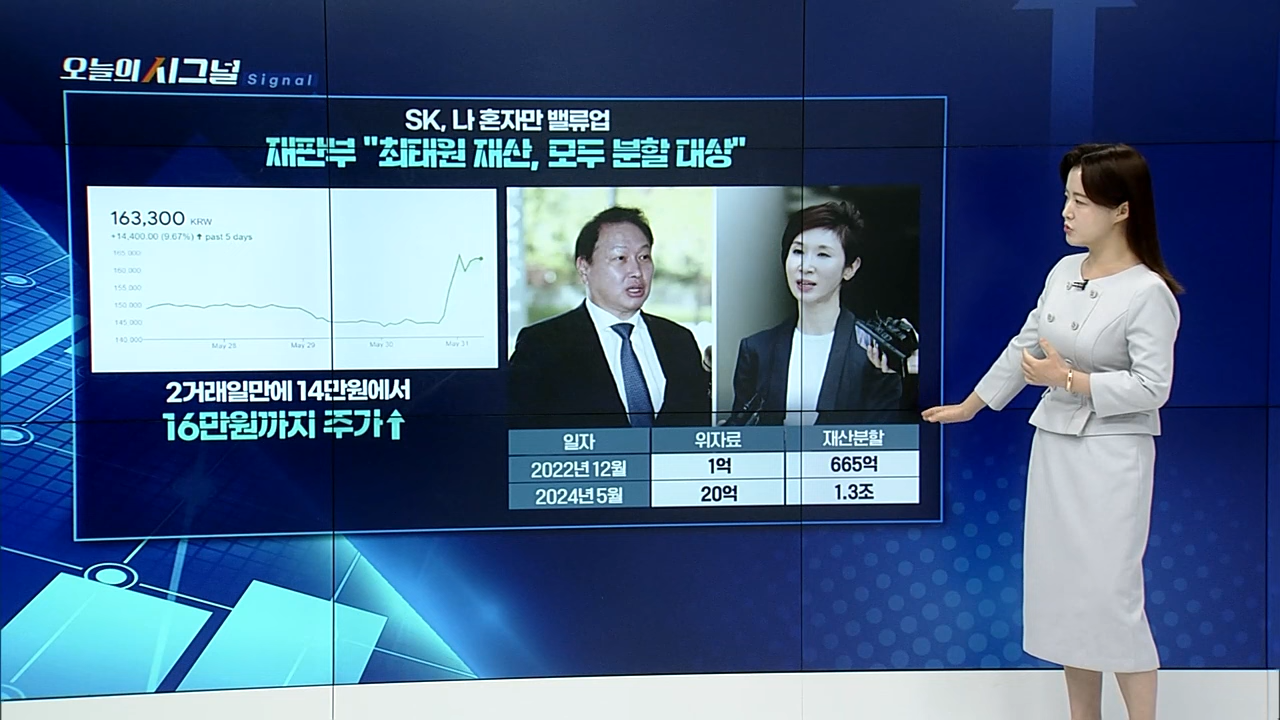 오늘의 시그널 Signal
SK, 나 혼자만 밸류업
재판부 "최태원 재산, 모두 분할 대상"
163,300 KRW
+14,400.00 (9.67%) ↑ past 5 days
165,000
160,000
155,000
150,000
145,000
140,000
May 28 May 29 May 30 May 31
2거래일만에 14만원에서
16만원까지 주가↑
일자 위자료 재산분할
2022년 12월 1억 665억
2024년 5월 20억 1.3조